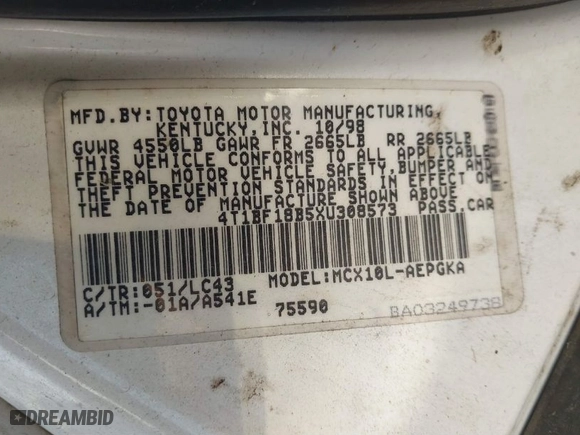 MFD.BY:TOYOTA MOTOR MANUFACTURING,
KENTUCKY,INC. 10/98
GVWR 4550LB GAWR FR 2665LB RR 2665LB
THIS VEHICLE CONFORMS TO ALL APPLICABLE
FEDERAL MOTOR VEHICLE SAFETY,BUMPER AND
THEFT PREVENTION STANDARDS IN EFFECT ON
THE DATE OF MANUFACTURE SHOWN ABOVE
4T1BF18B5XU308573 PASS.CAR
C/TR:051/LC43 MODEL:MCX10L-AEPGKA
A/TM:-01A/A541E 75590 BA03249738
DREAMBID